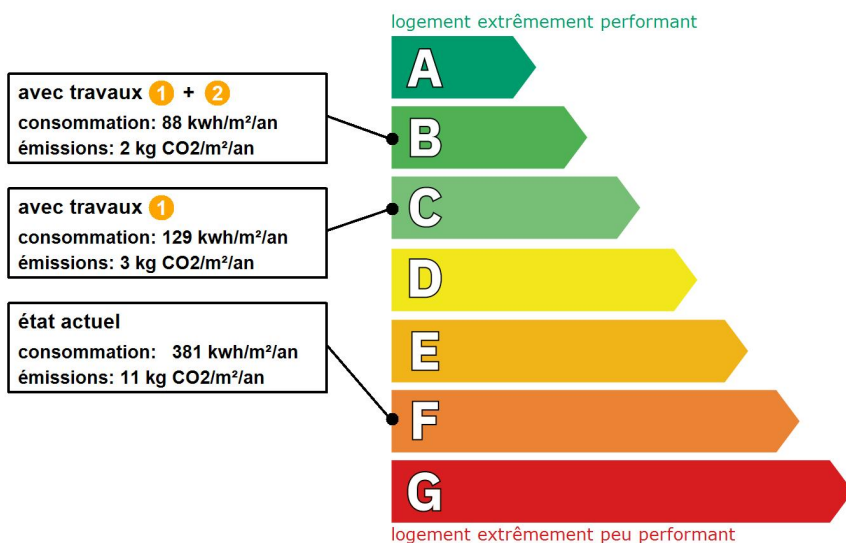 logement extrêmement performant
A
avec travaux 1 + 2
consommation: 88 kwh/m²/an
émissions: 2 kg CO2/m²/an
B
avec travaux 1
consommation: 129 kwh/m²/an
émissions: 3 kg CO2/m²/an
C
D
état actuel
consommation: 381 kwh/m²/an
émissions: 11 kg CO2/m²/an
E
F
G
logement extrêmement peu performant